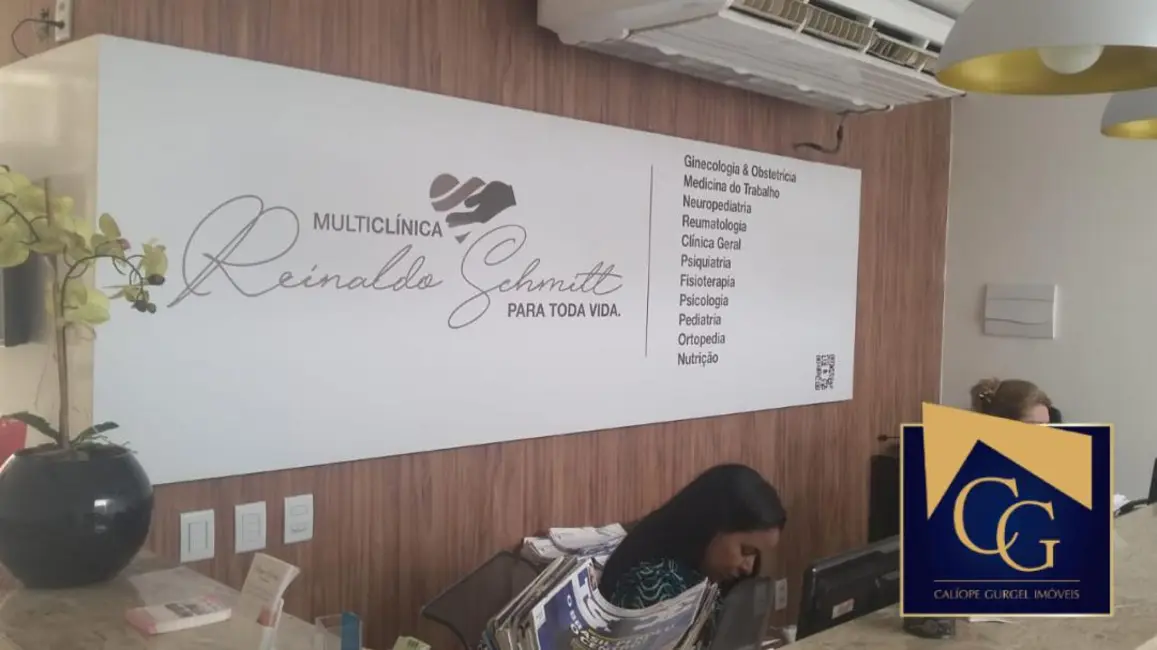 MULTICLÍNICA
Reinaldo Schmitt
PARA TODA VIDA.
Ginecologia & Obstetrícia
Medicina do Trabalho
Neuropediatria
Reumatologia
Clínica Geral
Psiquiatria
Fisioterapia
Psicologia
Pediatria
Ortopedia
Nutrição
CG
CALÍOPE GURGEL IMÓVEIS